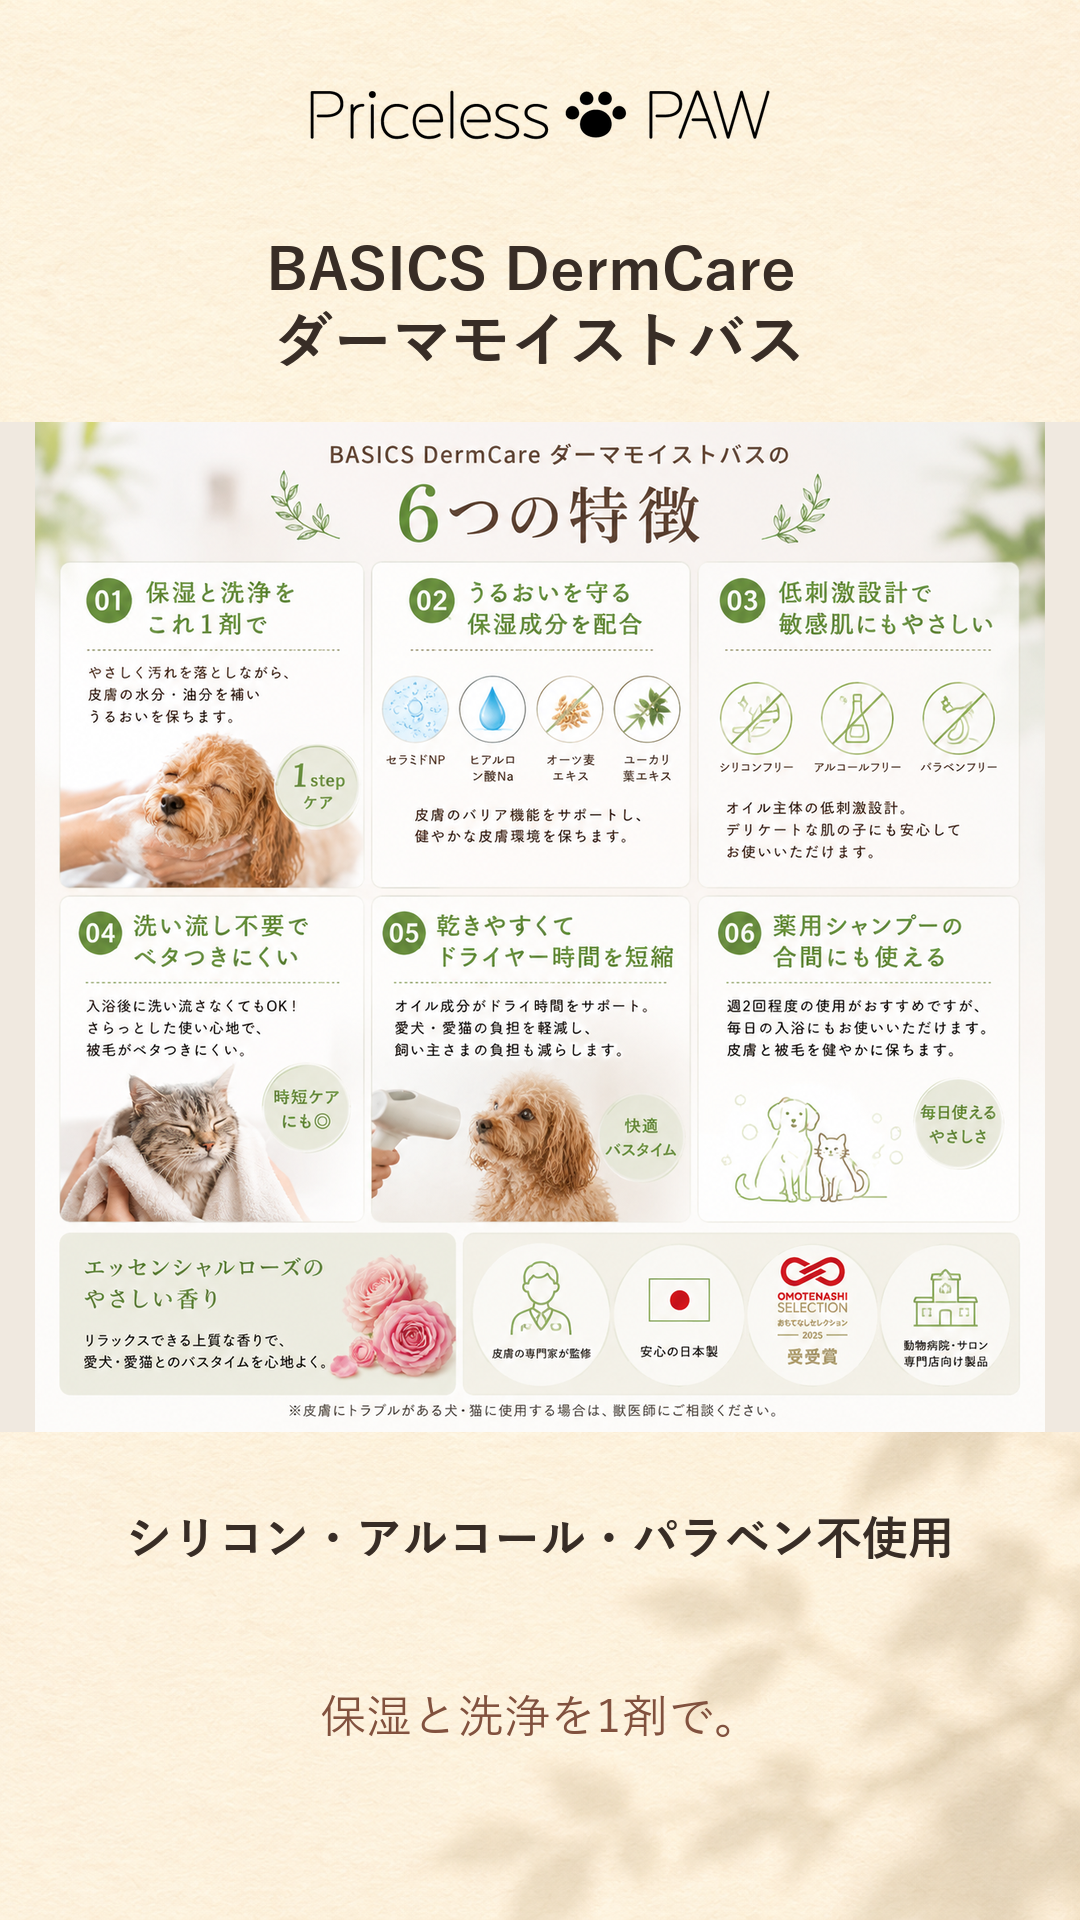 Priceless PAW
BASICS DermCare
ダーマモイストバス
BASICS DermCare ダーマモイストバスの
6つの特徴
01 保湿と洗浄を
これ1剤で
やさしく汚れを落としながら、
皮膚の水分・油分を補い
うるおいを保ちます。
1 step
ケア
02 うるおいを守る
保湿成分を配合
セラミドNP
ヒアルロ
ン酸Na
オーツ麦
エキス
ユーカリ
葉エキス
皮膚のバリア機能をサポートし、
健やかな皮膚環境を保ちます。
03 低刺激設計で
敏感肌にもやさしい
シリコンフリー
アルコールフリー
パラベンフリー
オイル主体の低刺激設計。
デリケートな肌の子にも安心して
お使いいただけます。
04 洗い流し不要で
ベタつきにくい
入浴後に洗い流さなくてもOK!
さらっとした使い心地で、
被毛がベタつきにくい。
時短ケア
にも◎
05 乾きやすくて
ドライヤー時間を短縮
オイル成分がドライ時間をサポート。
愛犬・愛猫の負担を軽減し、
飼い主さまの負担も減らします。
快適
バスタイム
06 薬用シャンプーの
合間にも使える
週2回程度の使用がおすすめですが、
毎日の入浴にもお使いいただけます。
皮膚と被毛を健やかに保ちます。
毎日使える
やさしさ
エッセンシャルローズの
やさしい香り
リラックスできる上質な香りで、
愛犬・愛猫とのバスタイムを心地よく。
皮膚の専門家が監修
安心の日本製
OMOTENASHI
SELECTION
おもてなしセレクション
2025
受受賞
動物病院・サロン
専門店向け製品
※皮膚にトラブルがある犬・猫に使用する場合は、獣医師にご相談ください。
シリコン・アルコール・パラベン不使用
保湿と洗浄を1剤で。